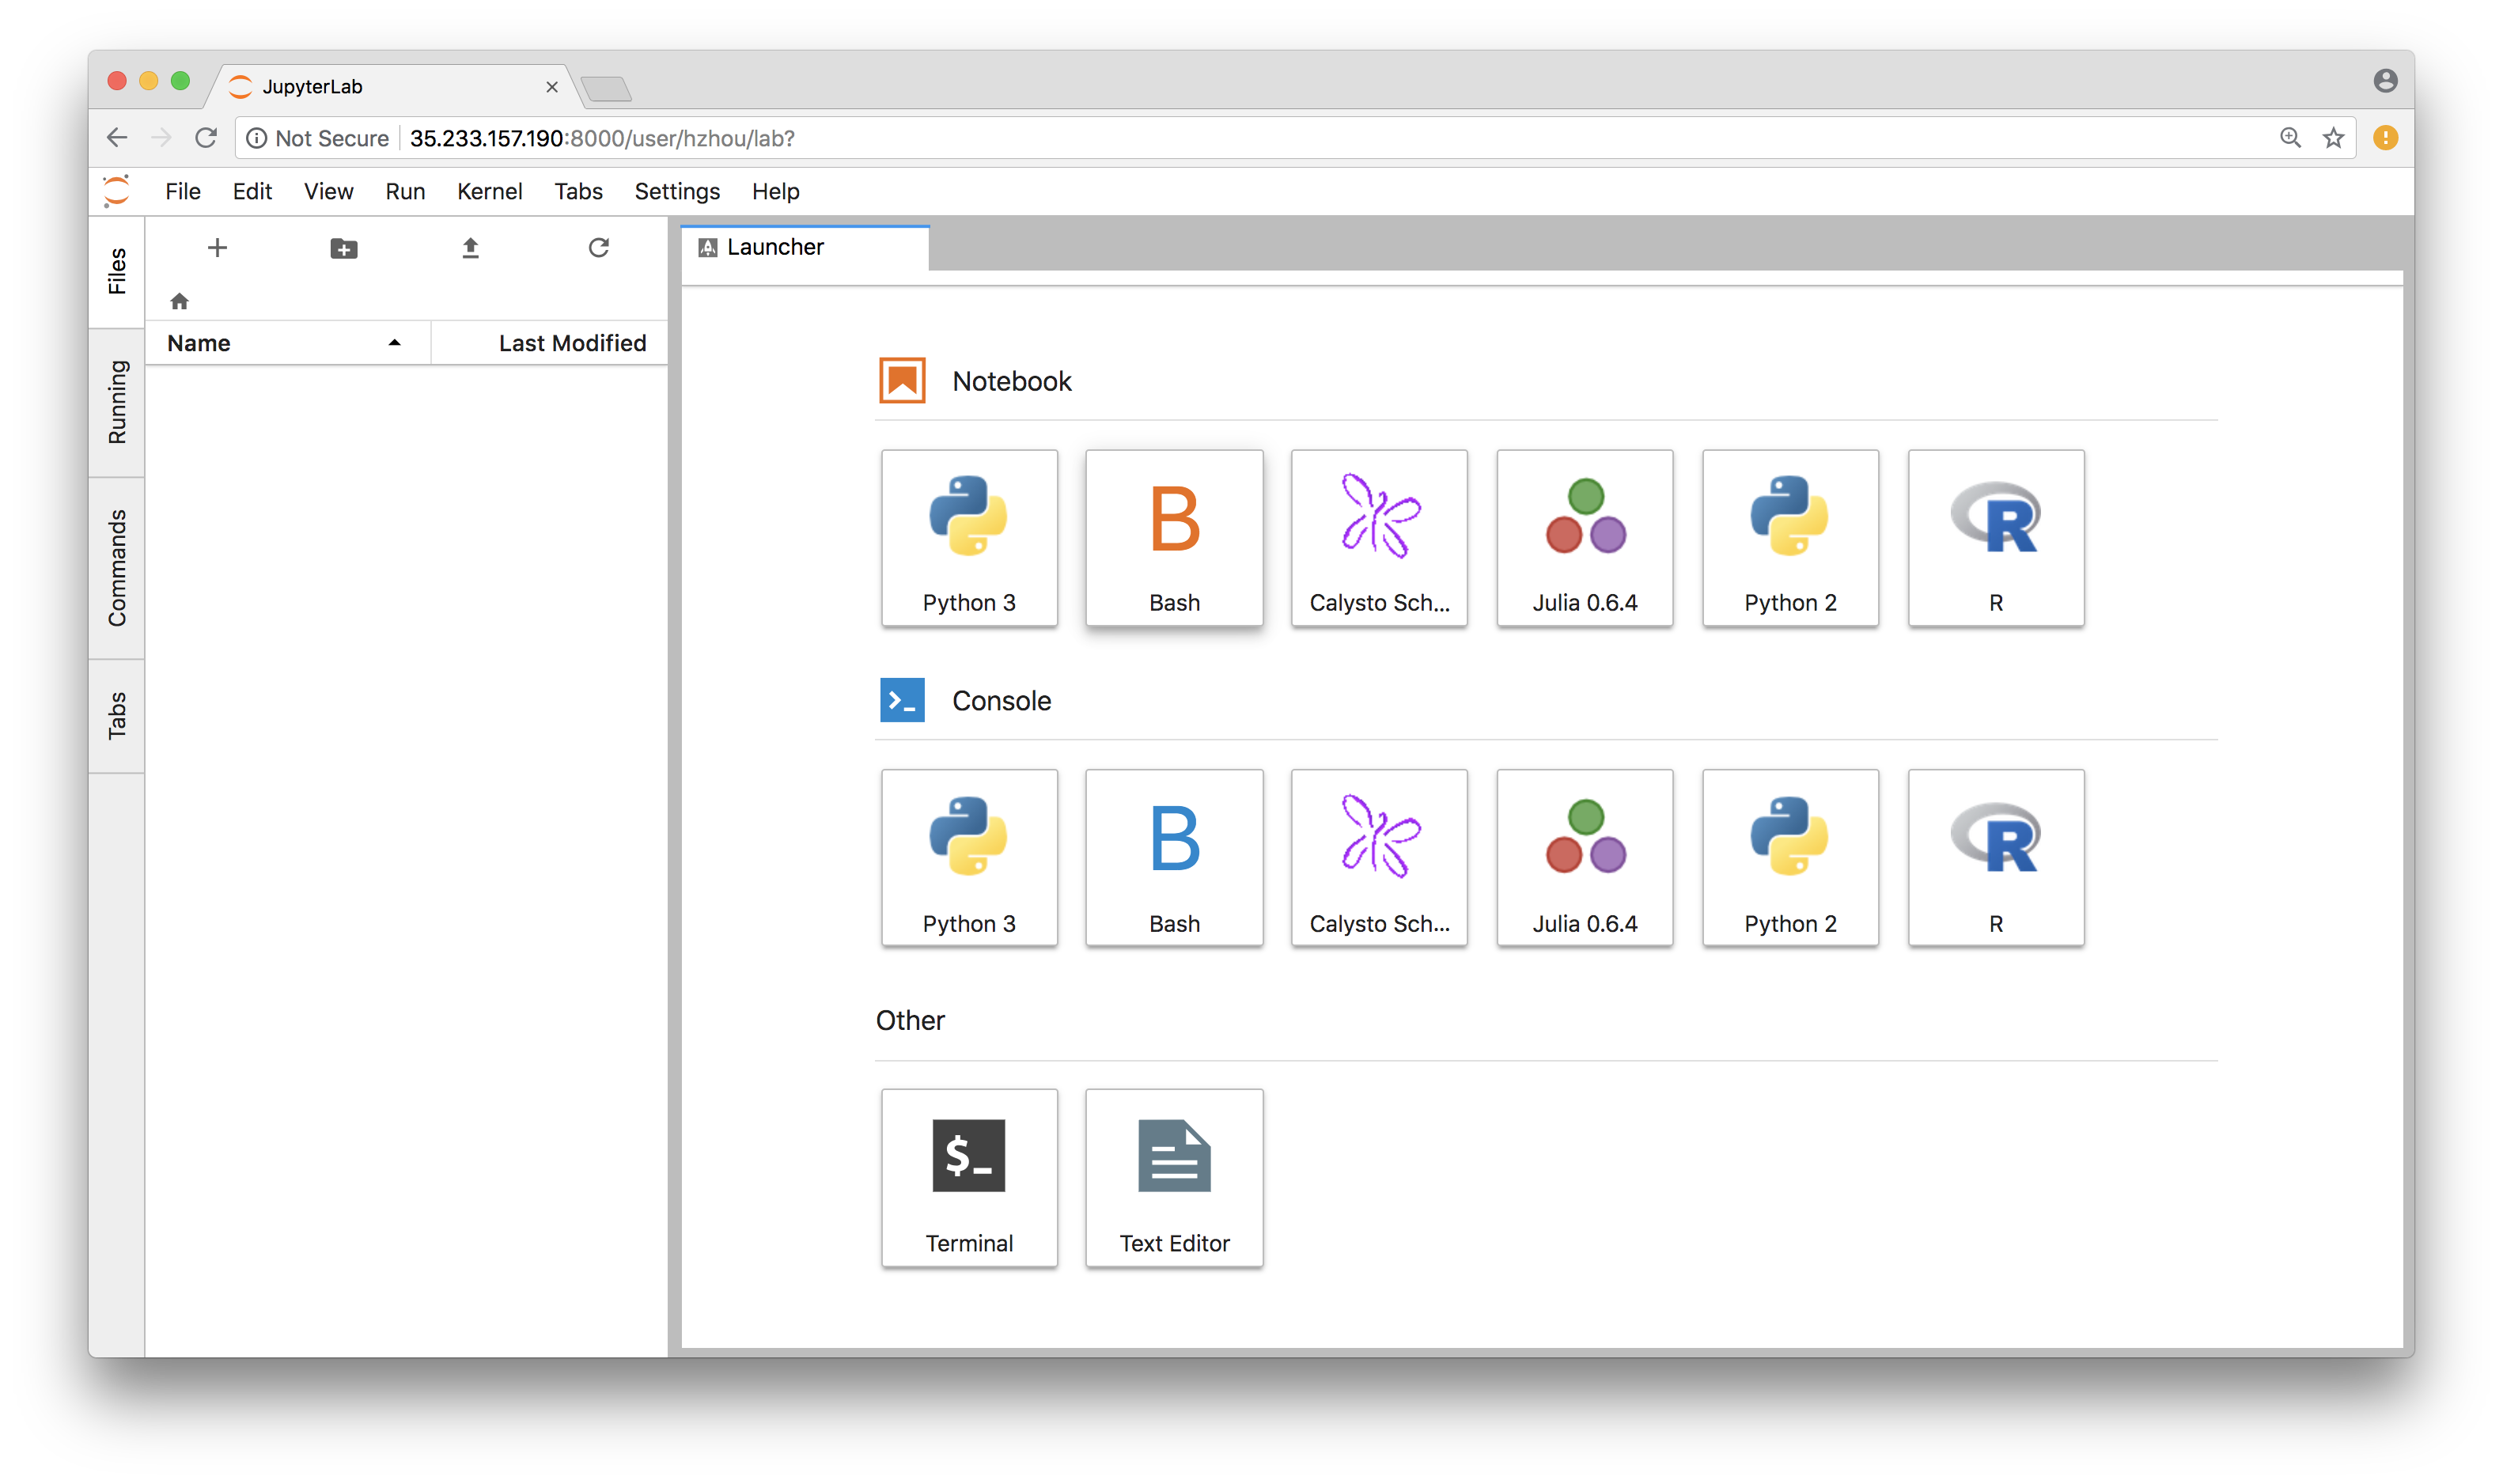 JupyterLab
Not Secure 35.233.157.190:8000/user/hzhou/lab?
File Edit View Run Kernel Tabs Settings Help
Files
Running
Commands
Tabs
Name Last Modified
Launcher
Notebook
Python 3 Bash Calysto Sch... Julia 0.6.4 Python 2 R
Console
Python 3 Bash Calysto Sch... Julia 0.6.4 Python 2 R
Other
$_
Terminal Text Editor